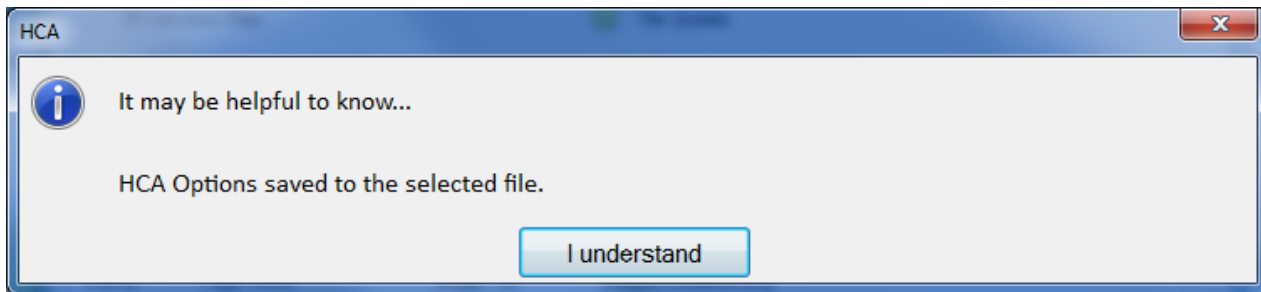 HCA
It may be helpful to know...
HCA Options saved to the selected file.
I understand